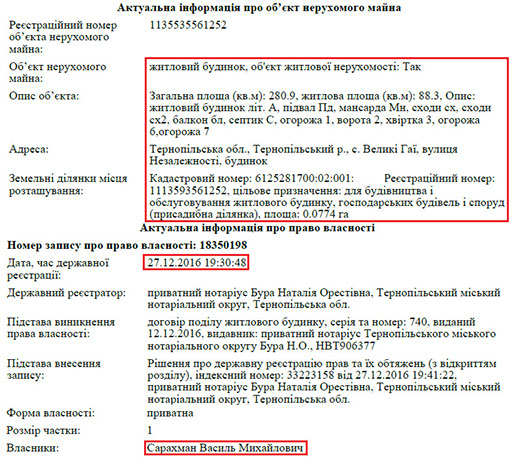 Актуальна інформація про об’єкт нерухомого майна
Реєстраційний номер 1135535561252
об’єкта нерухомого
майна:
Об’єкт нерухомого житловий будинок, об'єкт житлової нерухомості: Так
майна:
Опис об’єкта: Загальна площа (кв.м): 280.9, житлова площа (кв.м): 88.3, Опис:
житловий будинок літ. А, підвал Пд, мансарда Мн, сходи сх, сходи
сх2, балкон бл, септик С, огорожа 1, ворота 2, хвіртка 3, огорожа
6,огорожа 7
Адреса: Тернопільська обл., Тернопільський р., с. Великі Гаї, вулиця
Незалежності, будинок
Земельні ділянки місця Кадастровий номер: 6125281700:02:001: Реєстраційний номер:
розташування: 1113593561252, цільове призначення: для будівництва і
обслуговування житлового будинку, господарських будівель і споруд
(присадибна ділянка), площа: 0.0774 га
Актуальна інформація про право власності
Номер запису про право власності: 18350198
Дата, час державної 27.12.2016 19:30:48
реєстрації:
Державний реєстратор: приватний нотаріус Бура Наталія Орестівна, Тернопільський міський
нотаріальний округ, Тернопільська обл.
Підстава виникнення договір поділу житлового будинку, серія та номер: 740, виданий
права власності: 12.12.2016, видавник: приватний нотаріус Тернопільського міського
нотаріального округу Бура Н.О., НВТ906377
Підстава внесення Рішення про державну реєстрацію прав та їх обтяжень (з відкриттям
запису: розділу), індексний номер: 33223158 від 27.12.2016 19:41:22,
приватний нотаріус Бура Наталія Орестівна, Тернопільський міський
нотаріальний округ, Тернопільська обл.
Форма власності: приватна
Розмір частки: 1
Власники: Сарахман Василь Михайлович